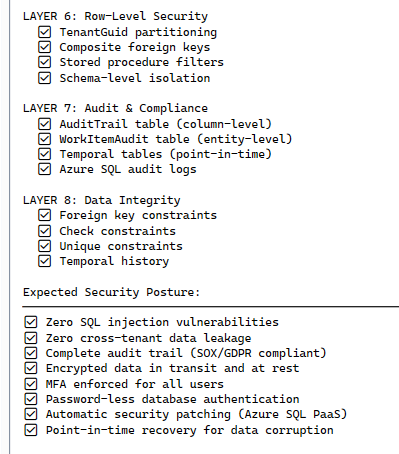 LAYER 6: Row-Level Security
☑ TenantGuid partitioning
☑ Composite foreign keys
☑ Stored procedure filters
☑ Schema-level isolation
LAYER 7: Audit & Compliance
☑ AuditTrail table (column-level)
☑ WorkItemAudit table (entity-level)
☑ Temporal tables (point-in-time)
☑ Azure SQL audit logs
LAYER 8: Data Integrity
☑ Foreign key constraints
☑ Check constraints
☑ Unique constraints
☑ Temporal history
Expected Security Posture:
☑ Zero SQL injection vulnerabilities
☑ Zero cross-tenant data leakage
☑ Complete audit trail (SOX/GDPR compliant)
☑ Encrypted data in transit and at rest
☑ MFA enforced for all users
☑ Password-less database authentication
☑ Automatic security patching (Azure SQL PaaS)
☑ Point-in-time recovery for data corruption